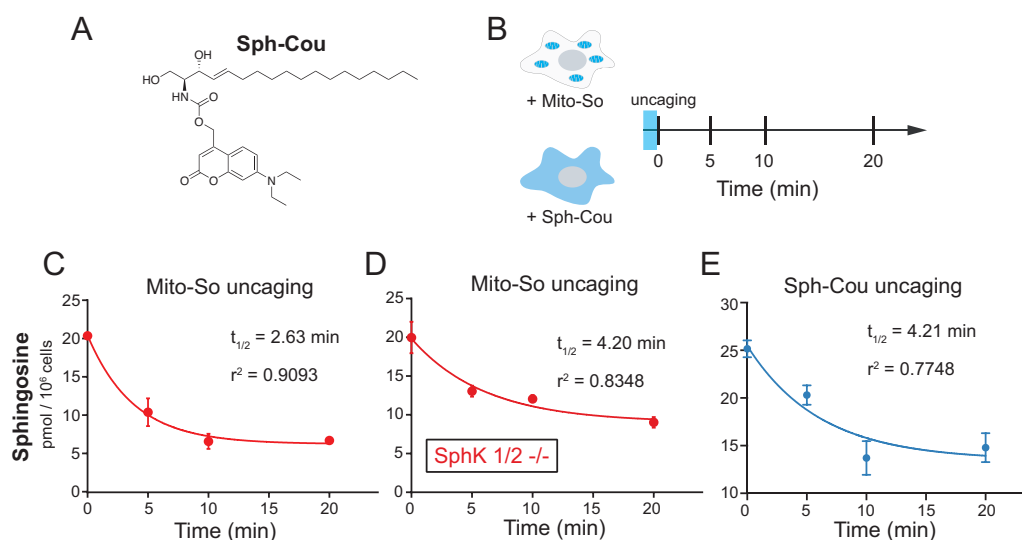 A
Sph-Cou
OH
HO
HN
O
O
O
O
N
B
+ Mito-So
+ Sph-Cou
uncaging
0 5 10 20
Time (min)
C
Mito-So uncaging
t1/2 = 2.63 min
r² = 0.9093
25
20
15
10
5
0
0 5 10 15 20
Time (min)
Sphingosine
pmol / 10⁶ cells
D
Mito-So uncaging
t1/2 = 4.20 min
r² = 0.8348
SphK 1/2 -/-
25
20
15
10
5
0
0 5 10 15 20
Time (min)
E
Sph-Cou uncaging
t1/2 = 4.21 min
r² = 0.7748
30
25
20
15
10
0 5 10 15 20
Time (min)